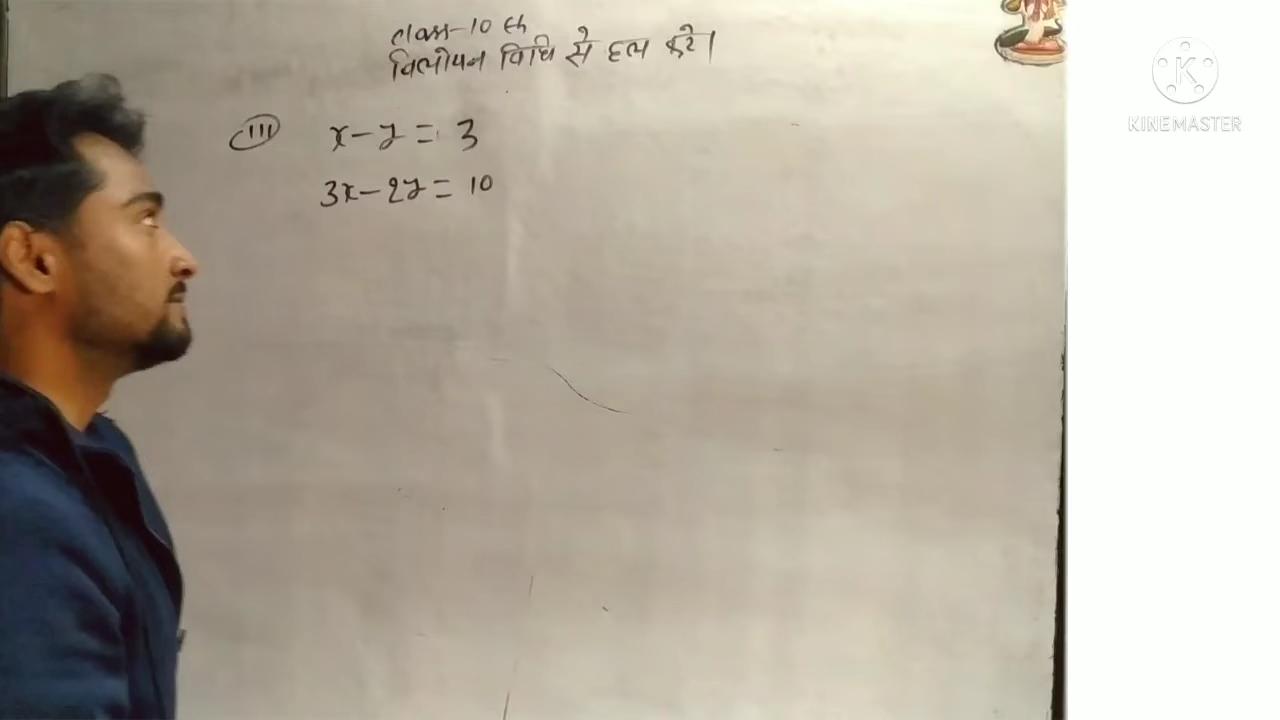 class-10 th
विलोपन विधि से हल करे।
(III) x-y = 3
3x-2y = 10
K
KINEMASTER